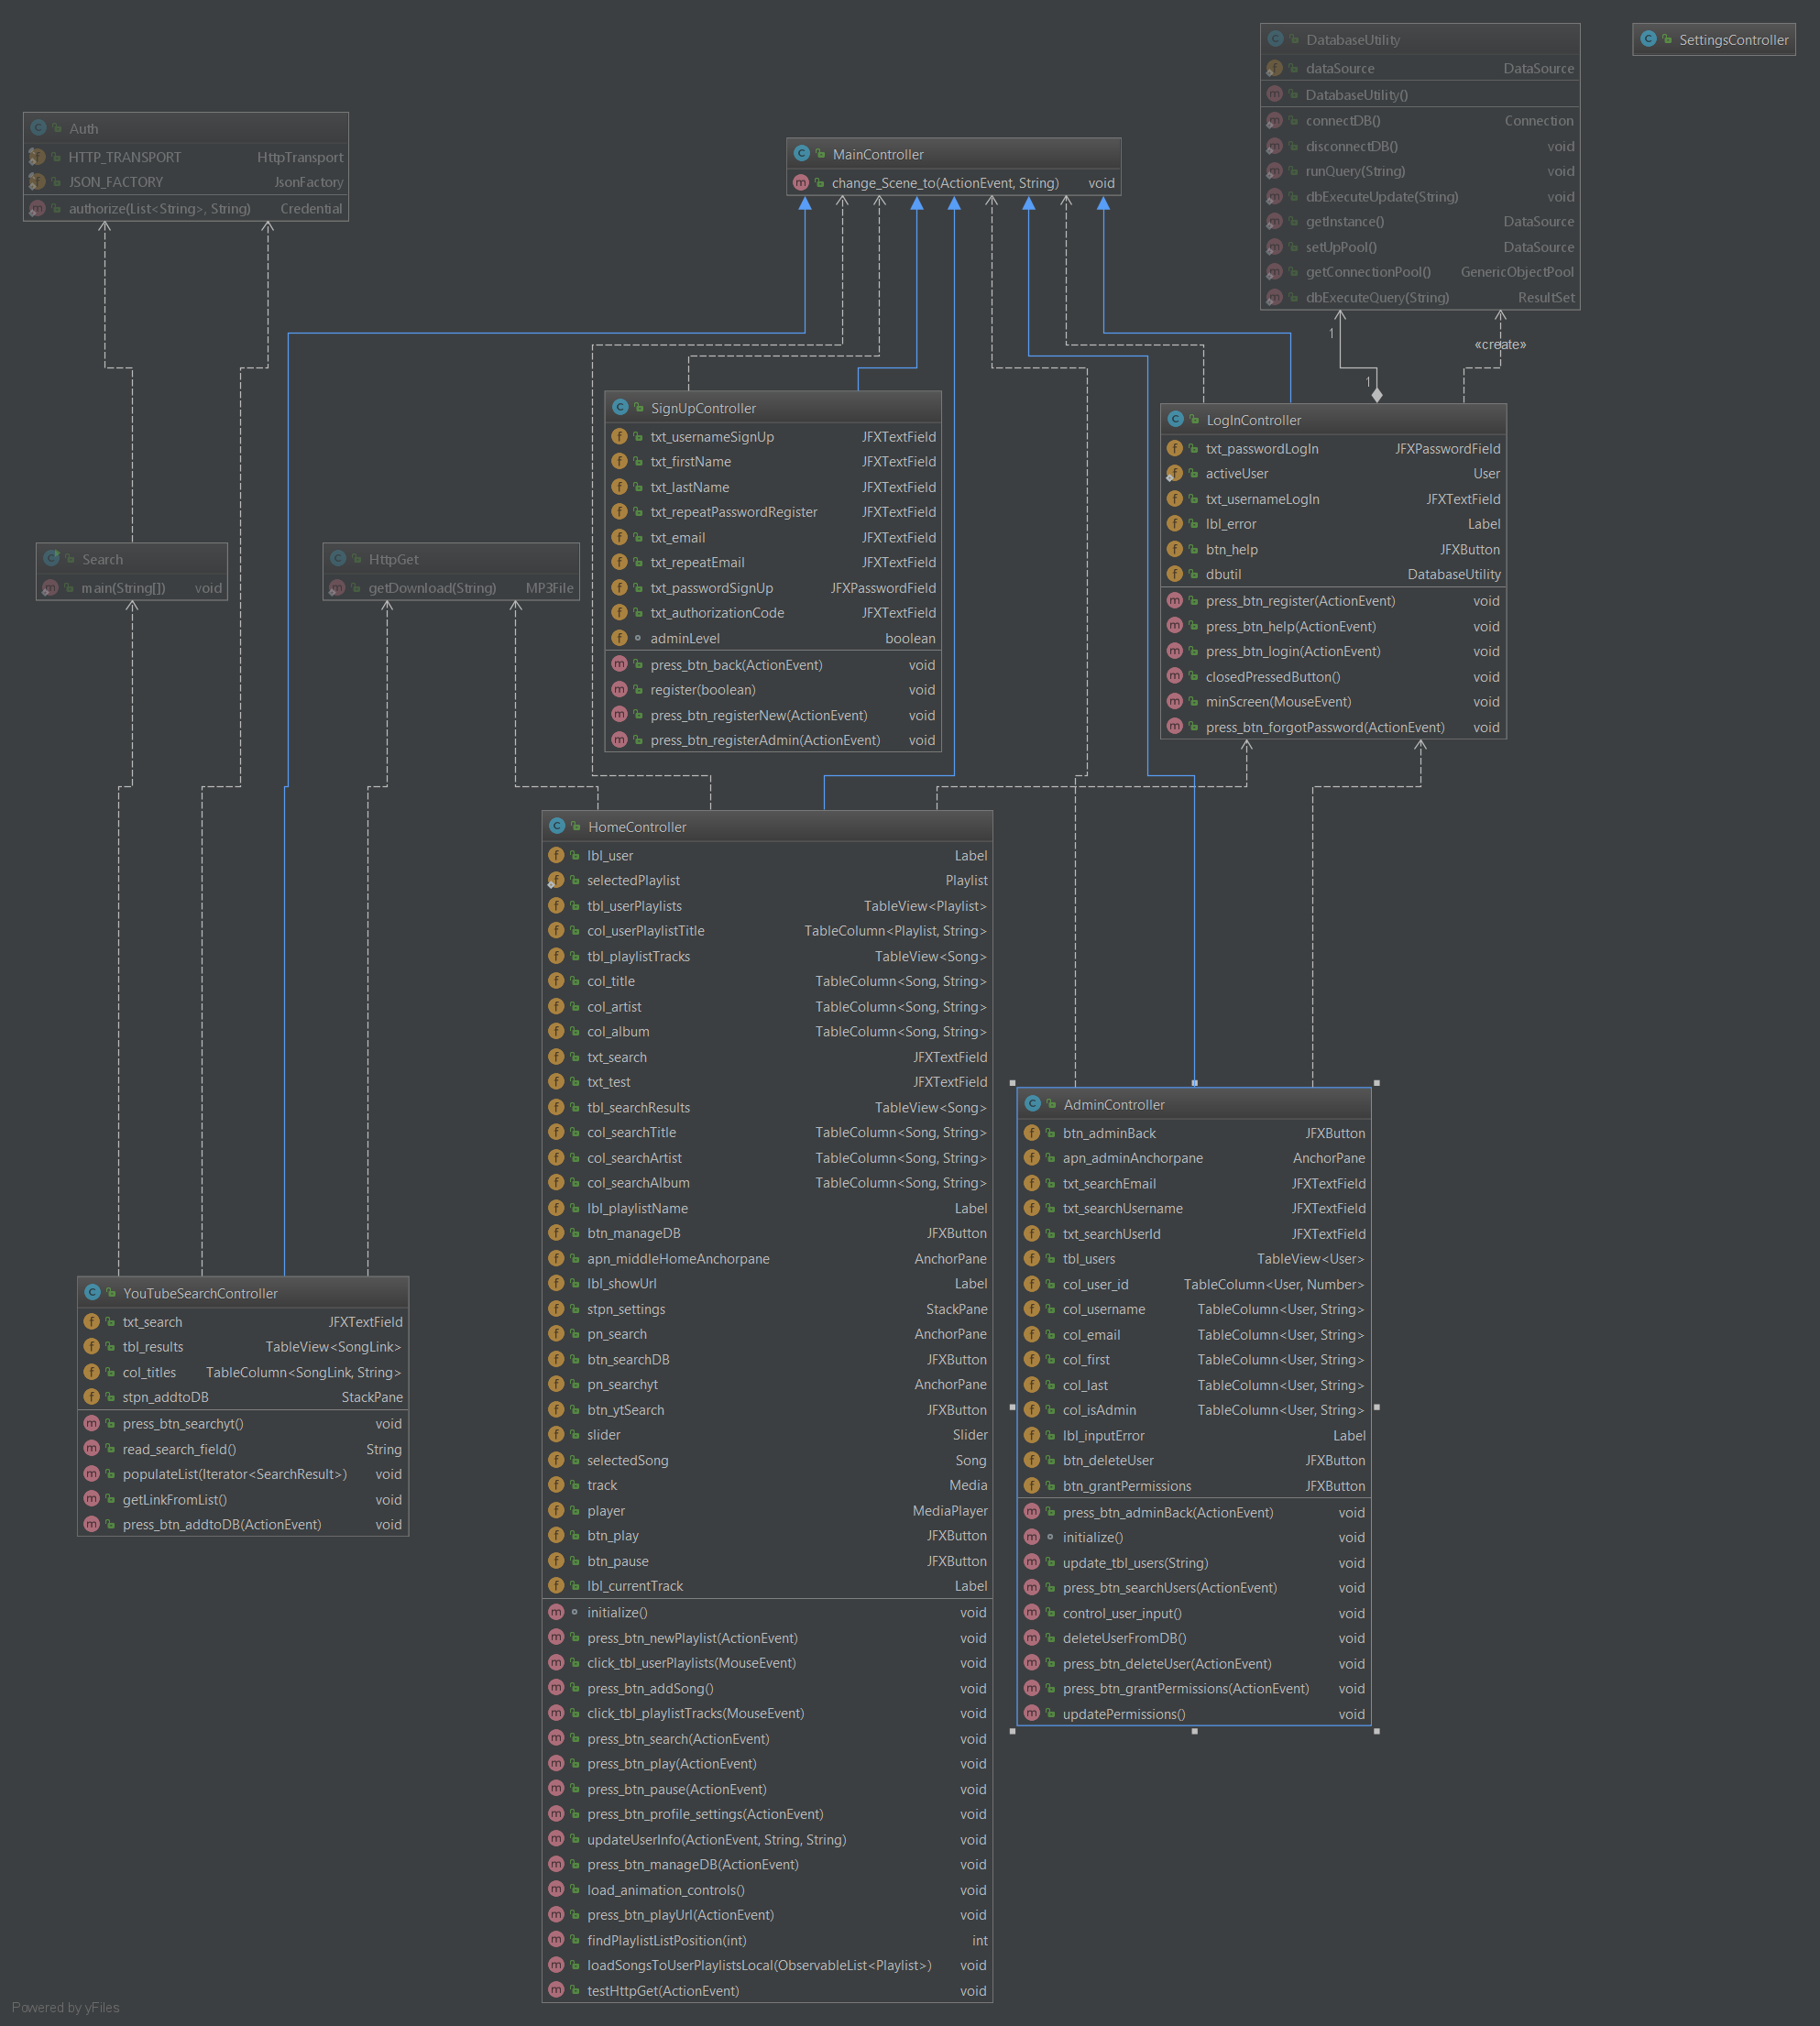 DatabaseUtility
dataSource DataSource
DatabaseUtility()
connectDB() Connection
disconnectDB() void
runQuery(String) void
dbExecuteUpdate(String) void
getInstance() DataSource
setUpPool() DataSource
getConnectionPool() GenericObjectPool
dbExecuteQuery(String) ResultSet
SettingsController
Auth
HTTP_TRANSPORT HttpTransport
JSON_FACTORY JsonFactory
authorize(List<String>, String) Credential
MainController
change_Scene_to(ActionEvent, String) void
1
«create»
1
SignUpController
txt_usernameSignUp JFXTextField
txt_firstName JFXTextField
txt_lastName JFXTextField
txt_repeatPasswordRegister JFXTextField
txt_email JFXTextField
txt_repeatEmail JFXTextField
txt_passwordSignUp JFXPasswordField
txt_authorizationCode JFXTextField
adminLevel boolean
press_btn_back(ActionEvent) void
register(boolean) void
press_btn_registerNew(ActionEvent) void
press_btn_registerAdmin(ActionEvent) void
LogInController
txt_passwordLogIn JFXPasswordField
activeUser User
txt_usernameLogIn JFXTextField
lbl_error Label
btn_help JFXButton
dbutil DatabaseUtility
press_btn_register(ActionEvent) void
press_btn_help(ActionEvent) void
press_btn_login(ActionEvent) void
closedPressedButton() void
minScreen(MouseEvent) void
press_btn_forgotPassword(ActionEvent) void
Search
main(String[]) void
HttpGet
getDownload(String) MP3File
HomeController
lbl_user Label
selectedPlaylist Playlist
tbl_userPlaylists TableView<Playlist>
col_userPlaylistTitle TableColumn<Playlist, String>
tbl_playlistTracks TableView<Song>
col_title TableColumn<Song, String>
col_artist TableColumn<Song, String>
col_album TableColumn<Song, String>
txt_search JFXTextField
txt_test JFXTextField
tbl_searchResults TableView<Song>
col_searchTitle TableColumn<Song, String>
col_searchArtist TableColumn<Song, String>
col_searchAlbum TableColumn<Song, String>
lbl_playlistName Label
btn_manageDB JFXButton
apn_middleHomeAnchorpane AnchorPane
lbl_showUrl Label
stpn_settings StackPane
pn_search AnchorPane
btn_searchDB JFXButton
pn_searchyt AnchorPane
btn_ytSearch JFXButton
slider Slider
selectedSong Song
track Media
player MediaPlayer
btn_play JFXButton
btn_pause JFXButton
lbl_currentTrack Label
initialize() void
press_btn_newPlaylist(ActionEvent) void
click_tbl_userPlaylists(MouseEvent) void
press_btn_addSong() void
click_tbl_playlistTracks(MouseEvent) void
press_btn_search(ActionEvent) void
press_btn_play(ActionEvent) void
press_btn_pause(ActionEvent) void
press_btn_profile_settings(ActionEvent) void
updateUserInfo(ActionEvent, String, String) void
press_btn_manageDB(ActionEvent) void
load_animation_controls() void
press_btn_playUrl(ActionEvent) void
findPlaylistListPosition(int) int
loadSongsToUserPlaylistsLocal(ObservableList<Playlist>) void
testHttpGet(ActionEvent) void
AdminController
btn_adminBack JFXButton
apn_adminAnchorpane AnchorPane
txt_searchEmail JFXTextField
txt_searchUsername JFXTextField
txt_searchUserId JFXTextField
tbl_users TableView<User>
col_user_id TableColumn<User, Number>
col_username TableColumn<User, String>
col_email TableColumn<User, String>
col_first TableColumn<User, String>
col_last TableColumn<User, String>
col_isAdmin TableColumn<User, String>
lbl_inputError Label
btn_deleteUser JFXButton
btn_grantPermissions JFXButton
press_btn_adminBack(ActionEvent) void
initialize() void
update_tbl_users(String) void
press_btn_searchUsers(ActionEvent) void
control_user_input() void
deleteUserFromDB() void
press_btn_deleteUser(ActionEvent) void
press_btn_grantPermissions(ActionEvent) void
updatePermissions() void
YouTubeSearchController
txt_search JFXTextField
tbl_results TableView<SongLink>
col_titles TableColumn<SongLink, String>
stpn_addtoDB StackPane
press_btn_searchyt() void
read_search_field() String
populateList(Iterator<SearchResult>) void
getLinkFromList() void
press_btn_addtoDB(ActionEvent) void
Powered by yFiles